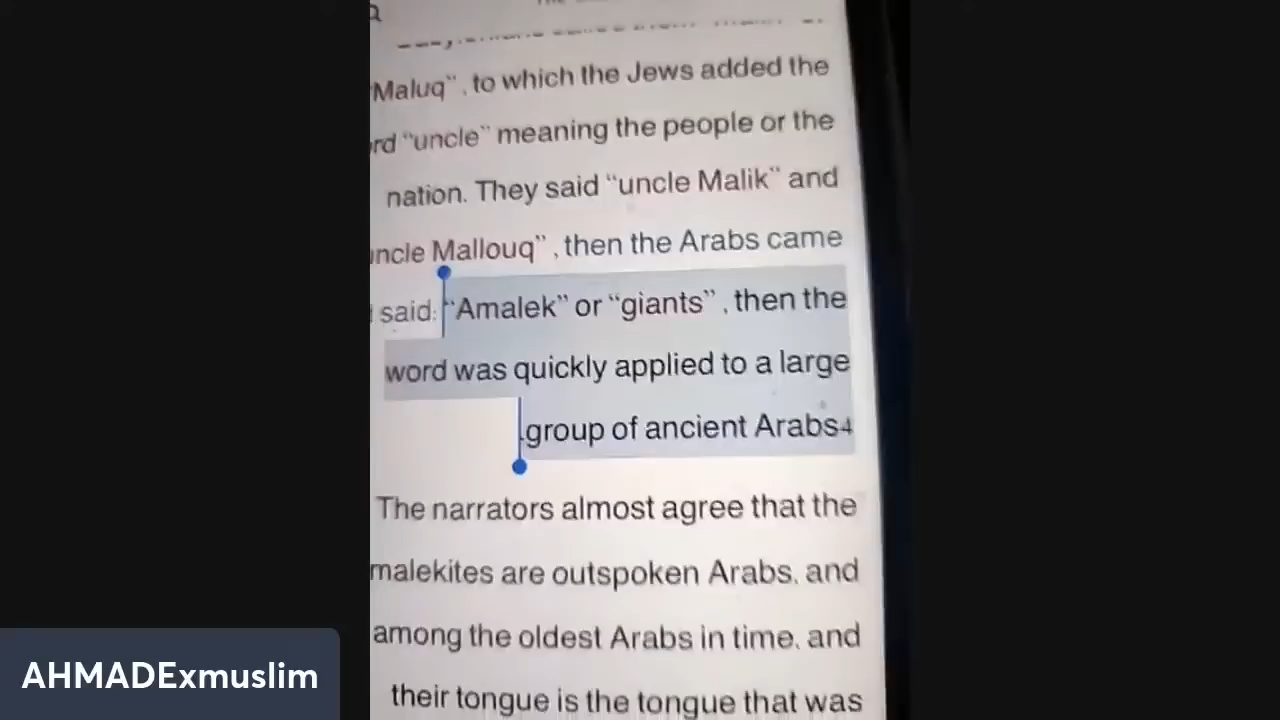 Maluq”, to which the Jews added the
“uncle” meaning the people or the
nation. They said “uncle Malik” and
Mallouq”, then the Arabs came
said: “Amalek” or “giants”, then the
word was quickly applied to a large
.group of ancient Arabs4
The narrators almost agree that the
malekites are outspoken Arabs, and
among the oldest Arabs in time, and
their tongue is the tongue that was
AHMADExmuslim